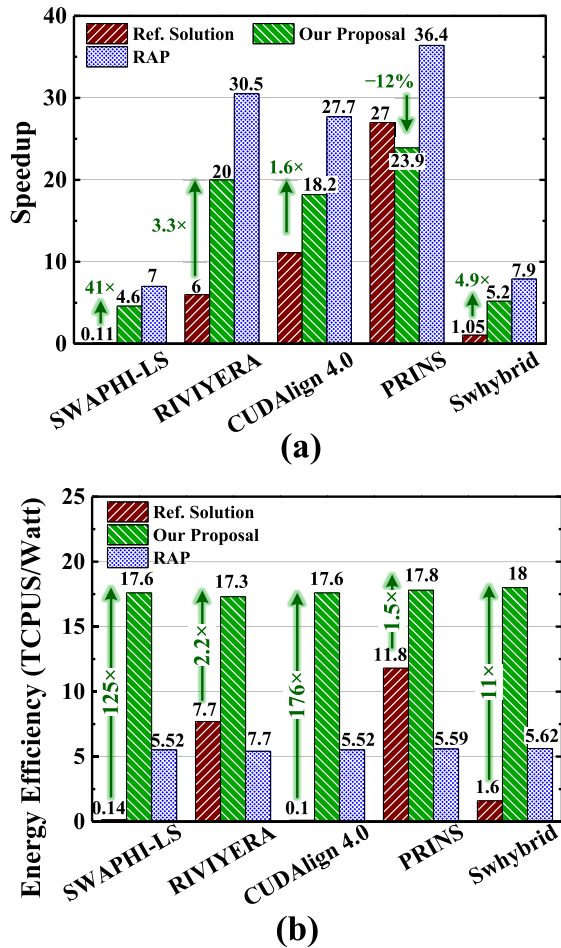 40
30
20
10
0
Speedup
Ref. Solution
Our Proposal
RAP
41×
0.11
4.6
7
3.3×
6
20
30.5
1.6×
18.2
27.7
−12%
27
23.9
36.4
4.9×
1.05
5.2
7.9
SWAPHI-LS
RIVIYERA
CUDAlign 4.0
PRINS
Swhybrid
(a)
25
20
15
10
5
0
Energy Efficiency (TCPUS/Watt)
Ref. Solution
Our Proposal
RAP
125×
0.14
17.6
5.52
2.2×
7.7
17.3
7.7
176×
0.1
17.6
5.52
1.5×
11.8
17.8
5.59
11×
1.6
18
5.62
SWAPHI-LS
RIVIYERA
CUDAlign 4.0
PRINS
Swhybrid
(b)